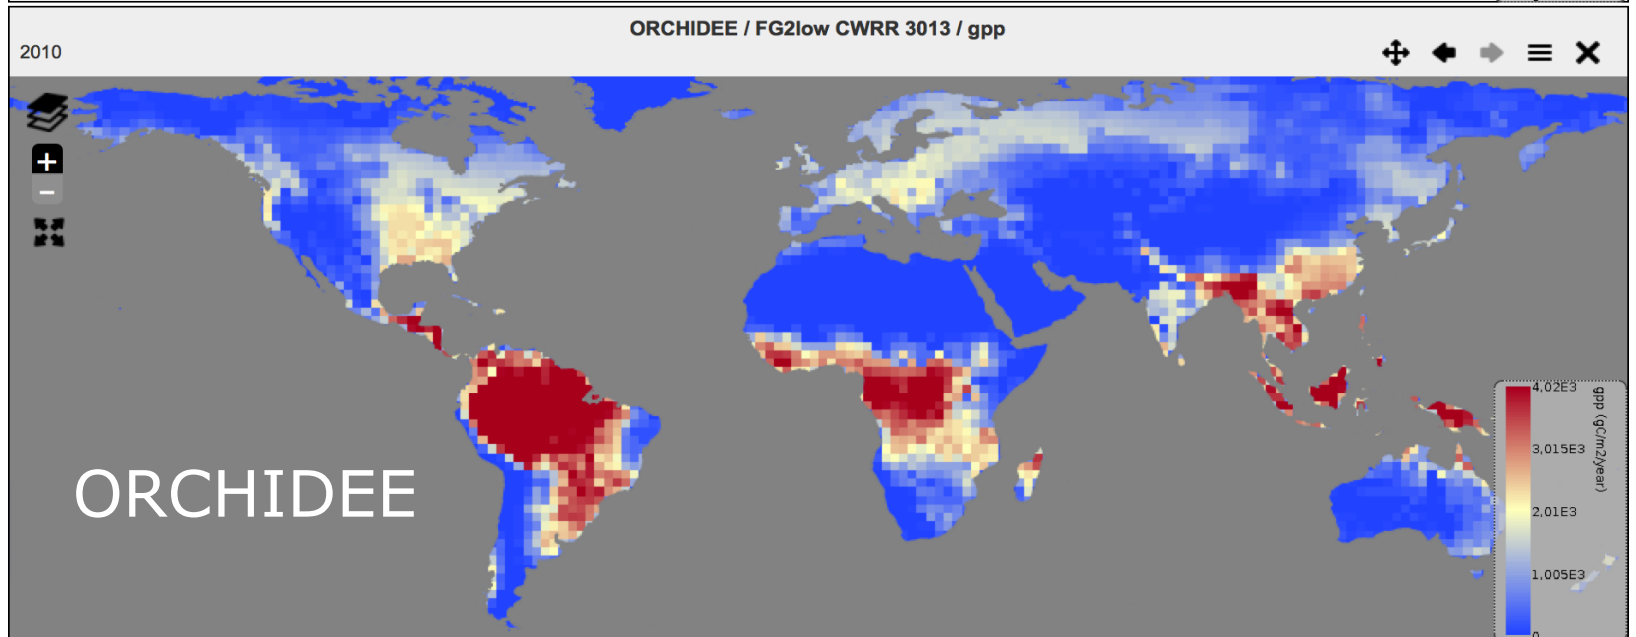 ORCHIDEE / FG2low CWRR 3013 / gpp
2010
+
−
ORCHIDEE
4,02E3
3,015E3
2,01E3
1,005E3
0
gpp (gC/m2/year)